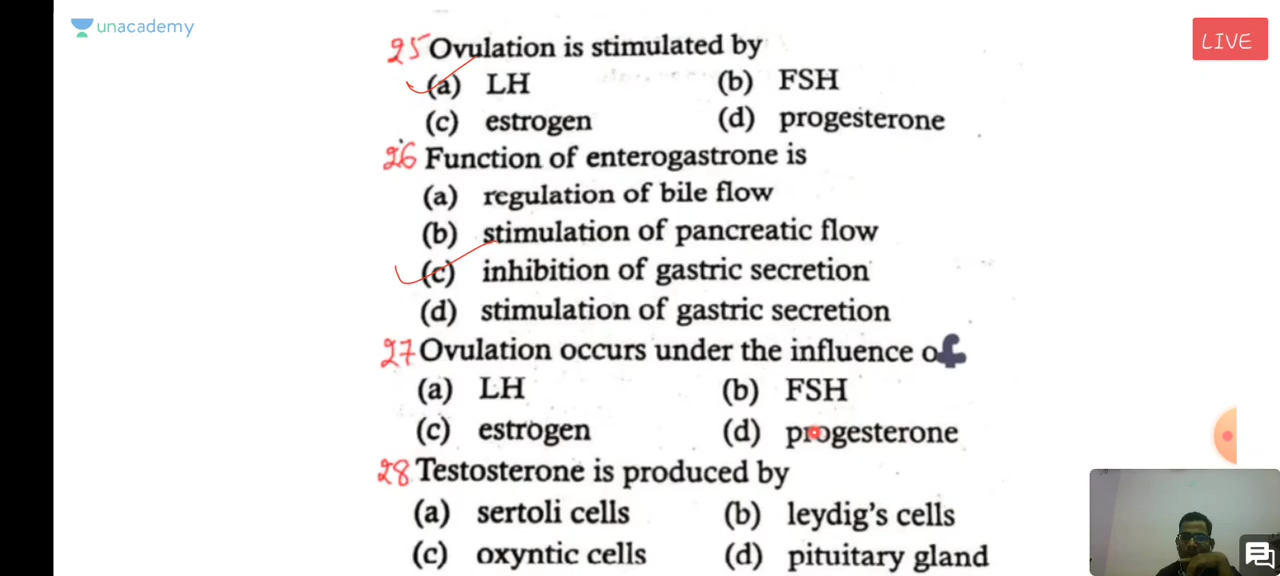 unacademy
LIVE
25 Ovulation is stimulated by
(a) LH (b) FSH
(c) estrogen (d) progesterone
26 Function of enterogastrone is
(a) regulation of bile flow
(b) stimulation of pancreatic flow
(c) inhibition of gastric secretion
(d) stimulation of gastric secretion
27 Ovulation occurs under the influence of
(a) LH (b) FSH
(c) estrogen (d) progesterone
28 Testosterone is produced by
(a) sertoli cells (b) leydig's cells
(c) oxyntic cells (d) pituitary gland